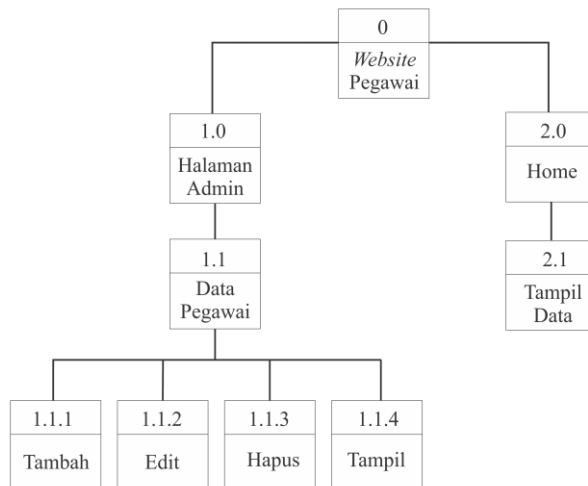 0
Website
Pegawai
1.0
Halaman
Admin
2.0
Home
1.1
Data
Pegawai
2.1
Tampil
Data
1.1.1
Tambah
1.1.2
Edit
1.1.3
Hapus
1.1.4
Tampil